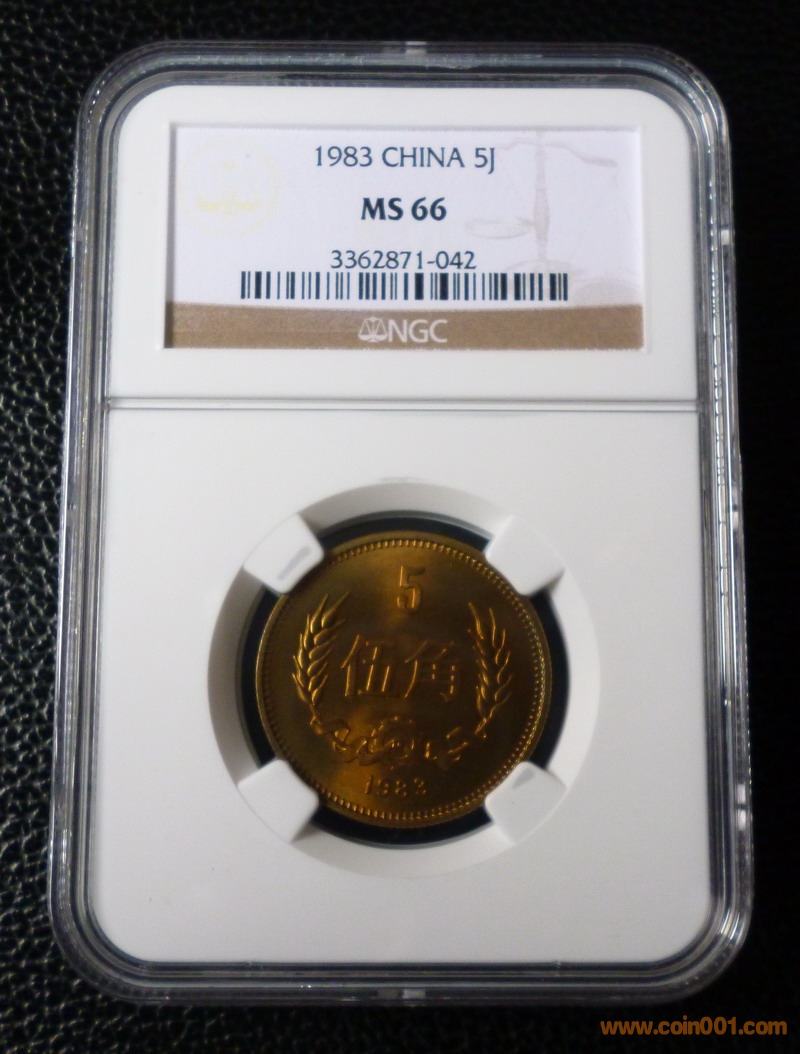 1983 CHINA 5J
MS 66
3362871-042
NGC
5
伍角
1983
www.coin001.com